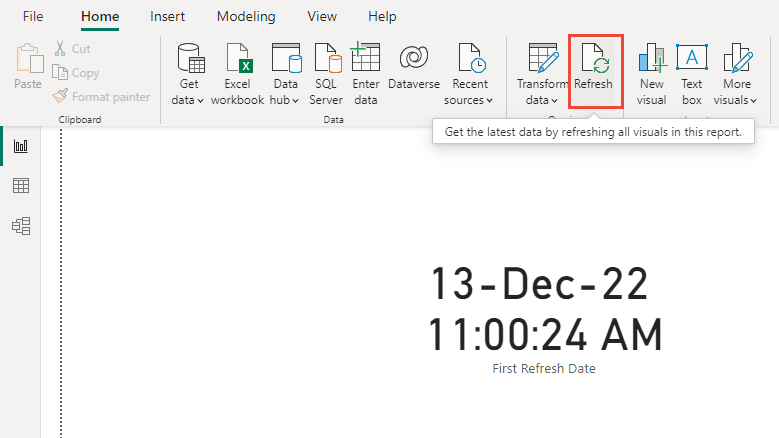 File Home Insert Modeling View Help
Paste
Cut
Copy
Format painter
Clipboard
Get data
Excel workbook
Data hub
SQL Server
Enter data
Dataverse
Recent sources
Data
Transform data
Refresh
New visual
Text box
More visuals
Get the latest data by refreshing all visuals in this report.
13-Dec-22
11:00:24 AM
First Refresh Date